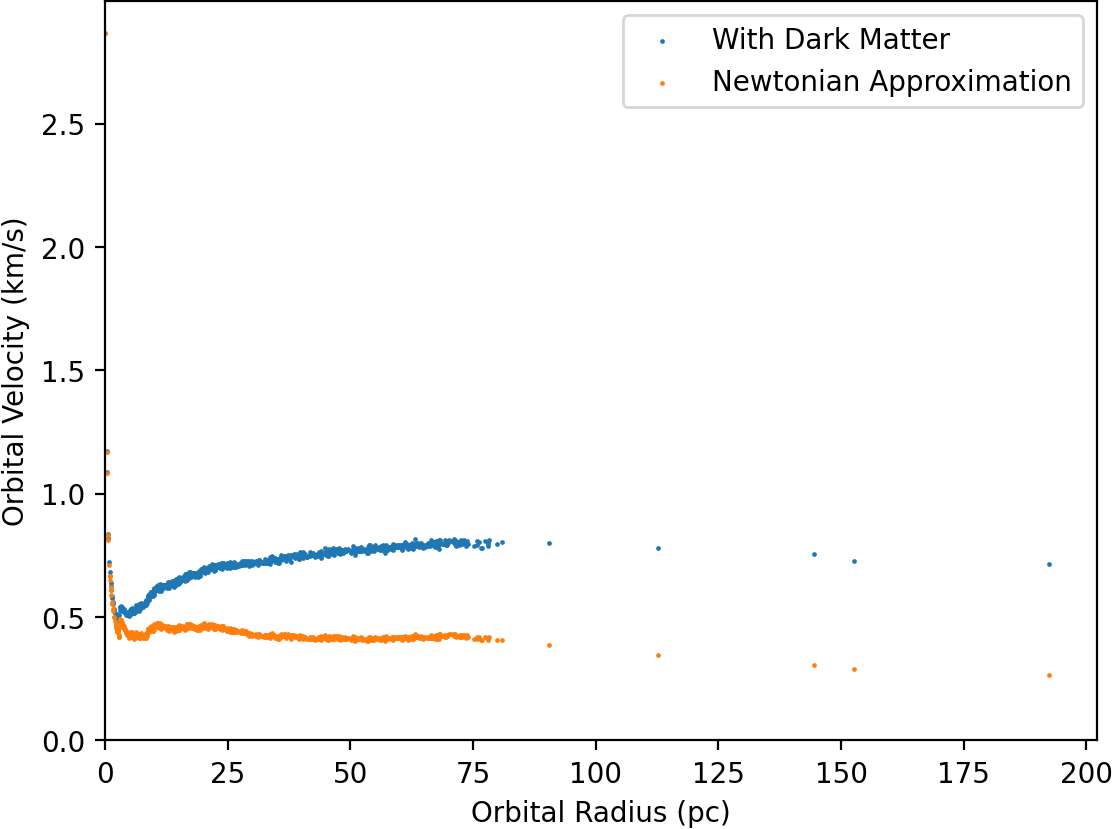 With Dark Matter
Newtonian Approximation
2.5
2.0
1.5
1.0
0.5
0.0
Orbital Velocity (km/s)
0 25 50 75 100 125 150 175 200
Orbital Radius (pc)